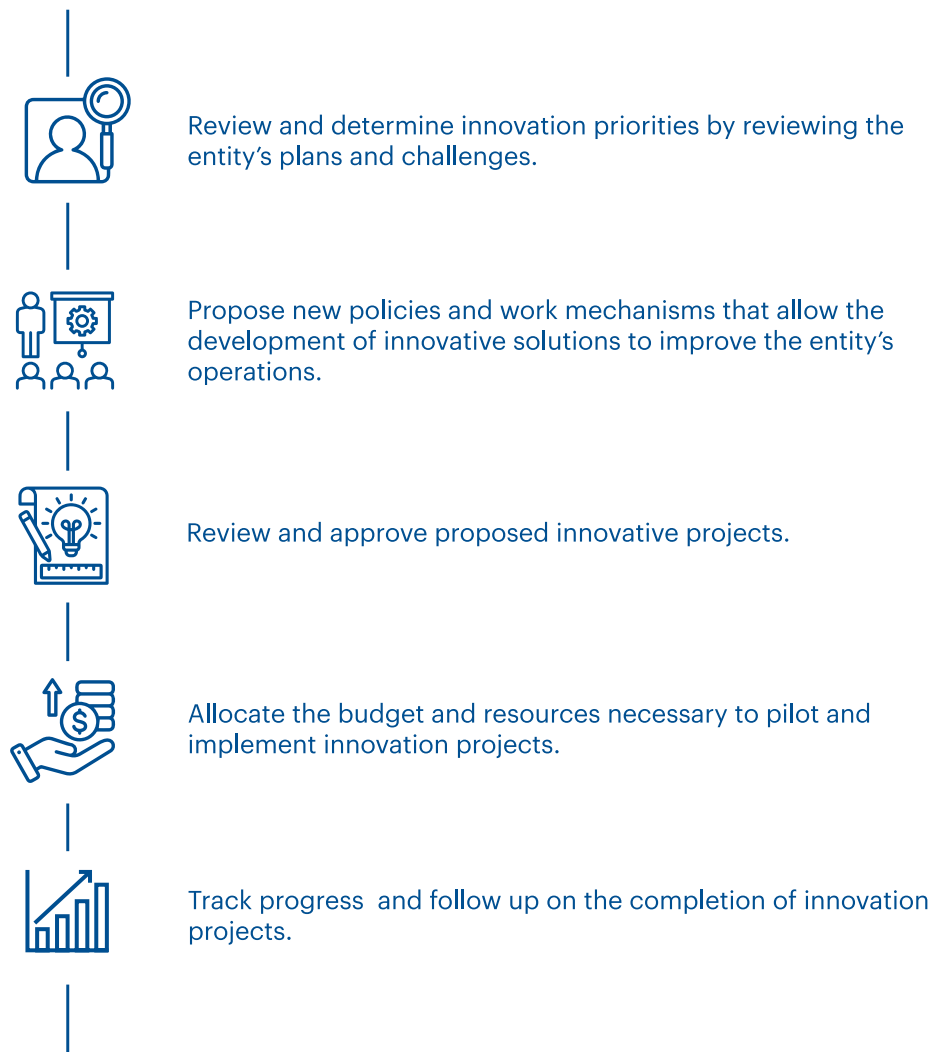 Review and determine innovation priorities by reviewing the
entity’s plans and challenges.
Propose new policies and work mechanisms that allow the
development of innovative solutions to improve the entity’s
operations.
Review and approve proposed innovative projects.
$
Allocate the budget and resources necessary to pilot and
implement innovation projects.
Track progress  and follow up on the completion of innovation
projects.